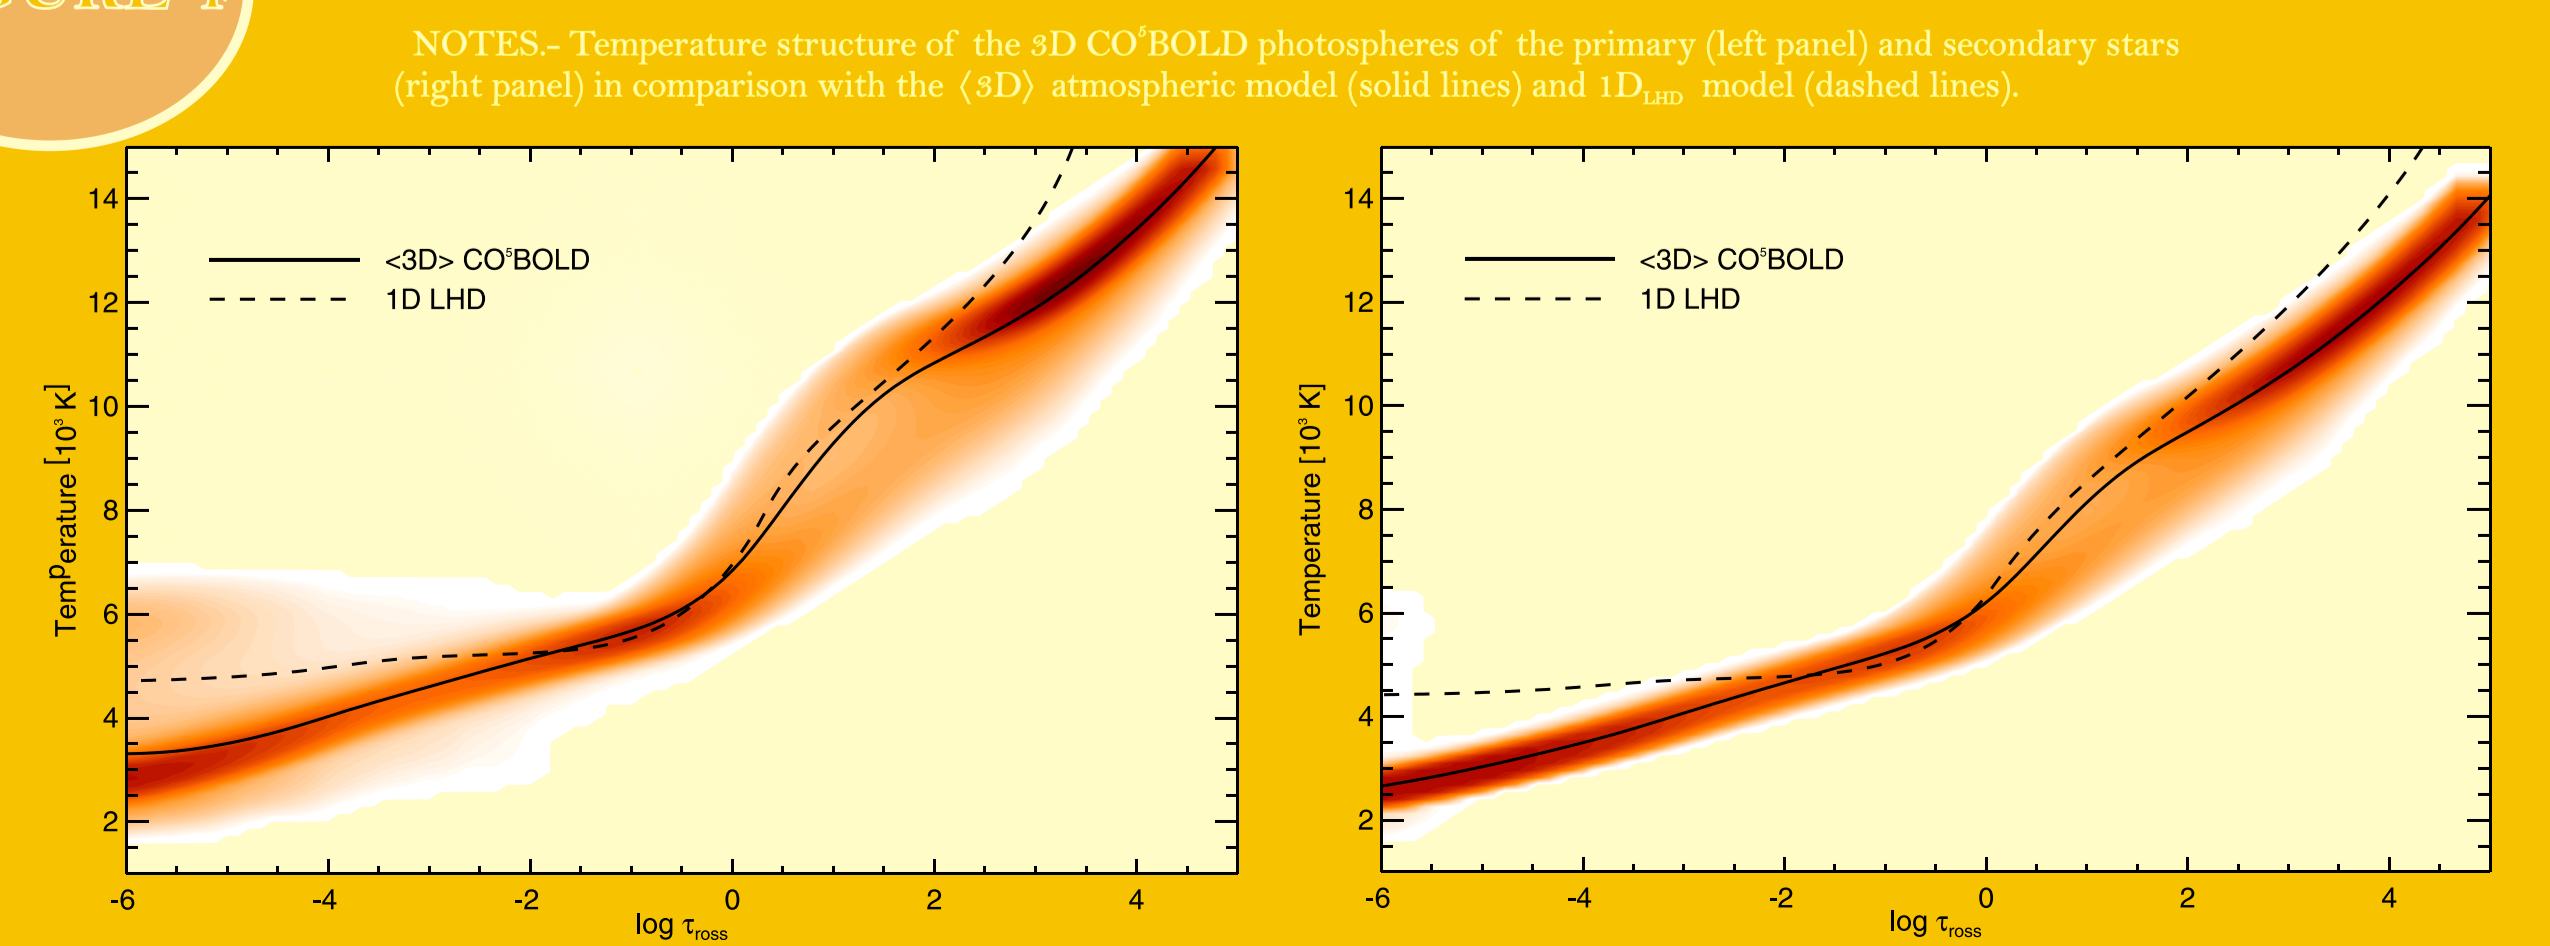 NOTES.- Temperature structure of the 3D CO⁵BOLD photospheres of the primary (left panel) and secondary stars
(right panel) in comparison with the ⟨3D⟩ atmospheric model (solid lines) and 1D_LHD model (dashed lines).
<3D> CO⁵BOLD
1D LHD
Temperature [10³ K]
14
12
10
8
6
4
2
-6 -4 -2 0 2 4
log τ_ross
<3D> CO⁵BOLD
1D LHD
Temperature [10³ K]
14
12
10
8
6
4
2
-6 -4 -2 0 2 4
log τ_ross